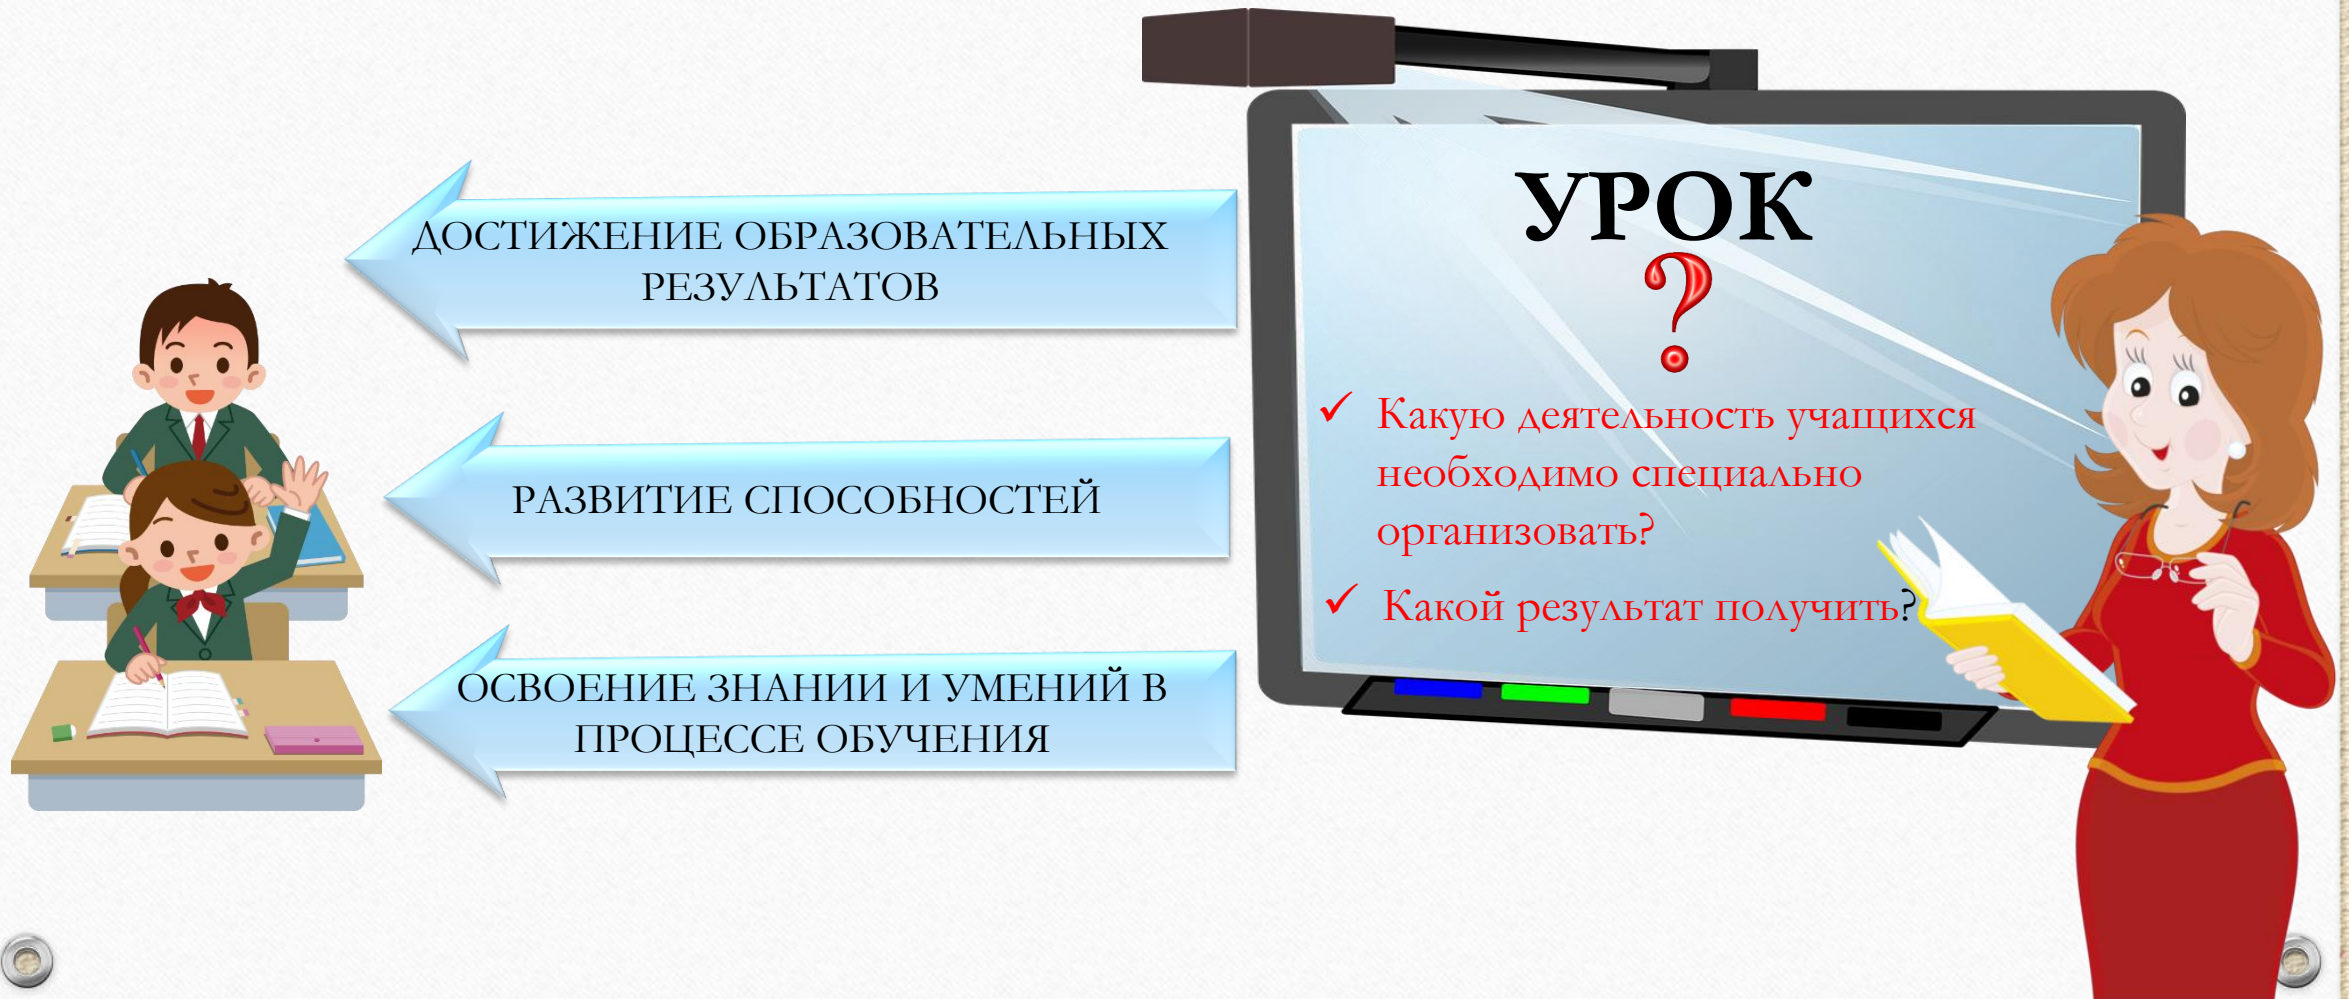 ДОСТИЖЕНИЕ ОБРАЗОВАТЕЛЬНЫХ
РЕЗУЛЬТАТОВ
РАЗВИТИЕ СПОСОБНОСТЕЙ
ОСВОЕНИЕ ЗНАНИИ И УМЕНИЙ В
ПРОЦЕССЕ ОБУЧЕНИЯ
УРОК
?
✓ Какую деятельность учащихся
необходимо специально
организовать?
✓ Какой результат получить?